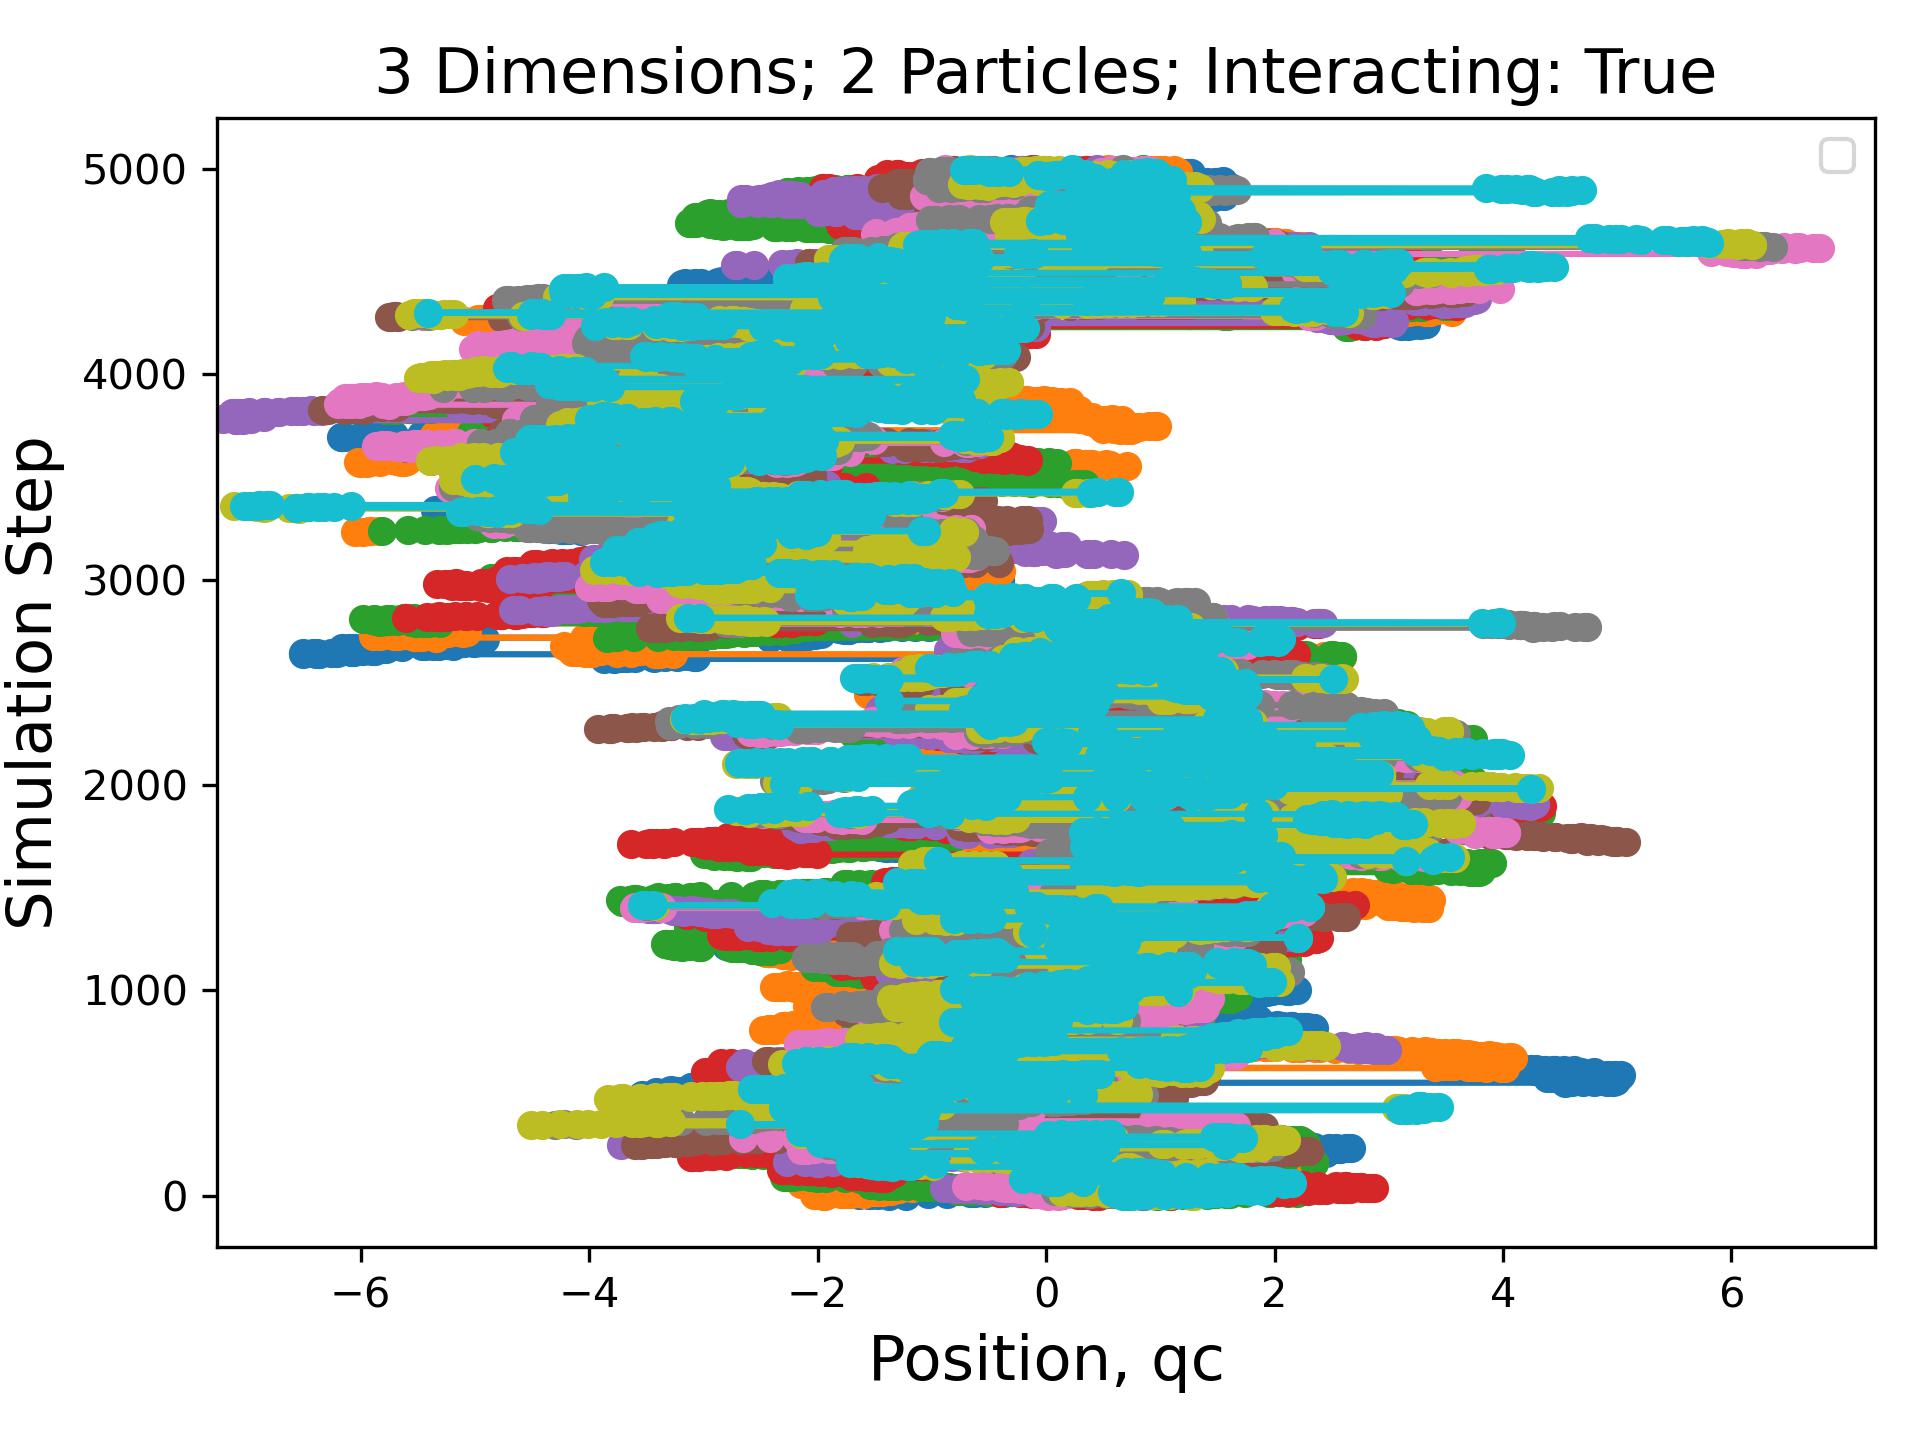 3 Dimensions; 2 Particles; Interacting: True
5000
4000
3000
2000
1000
0
Simulation Step
−6 −4 −2 0 2 4 6
Position, qc